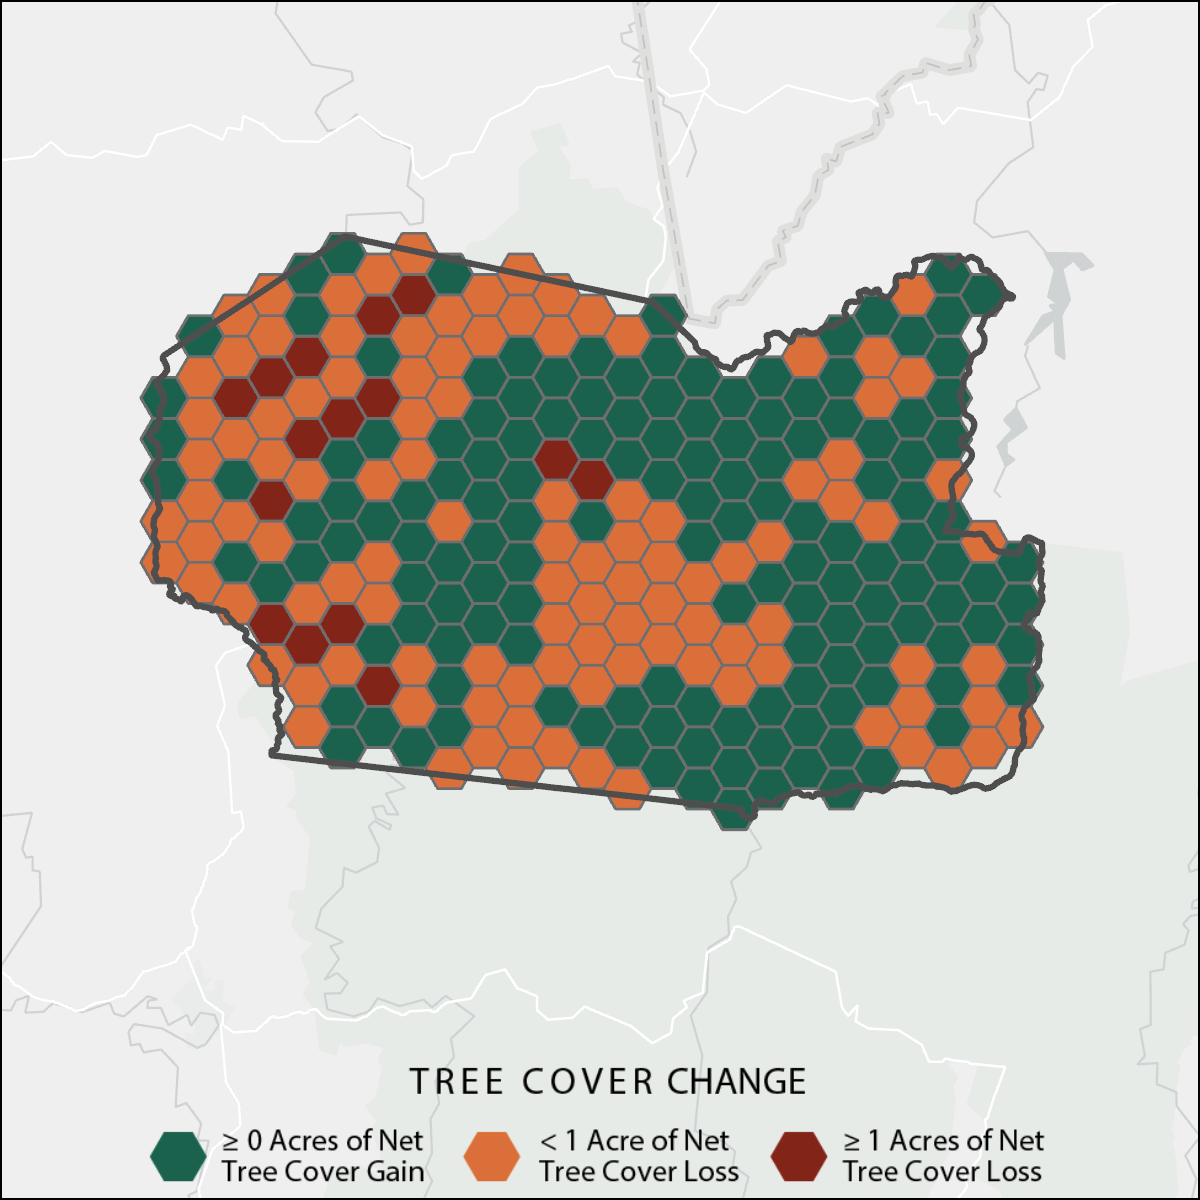 TREE COVER CHANGE
≥ 0 Acres of Net
Tree Cover Gain
< 1 Acre of Net
Tree Cover Loss
≥ 1 Acres of Net
Tree Cover Loss